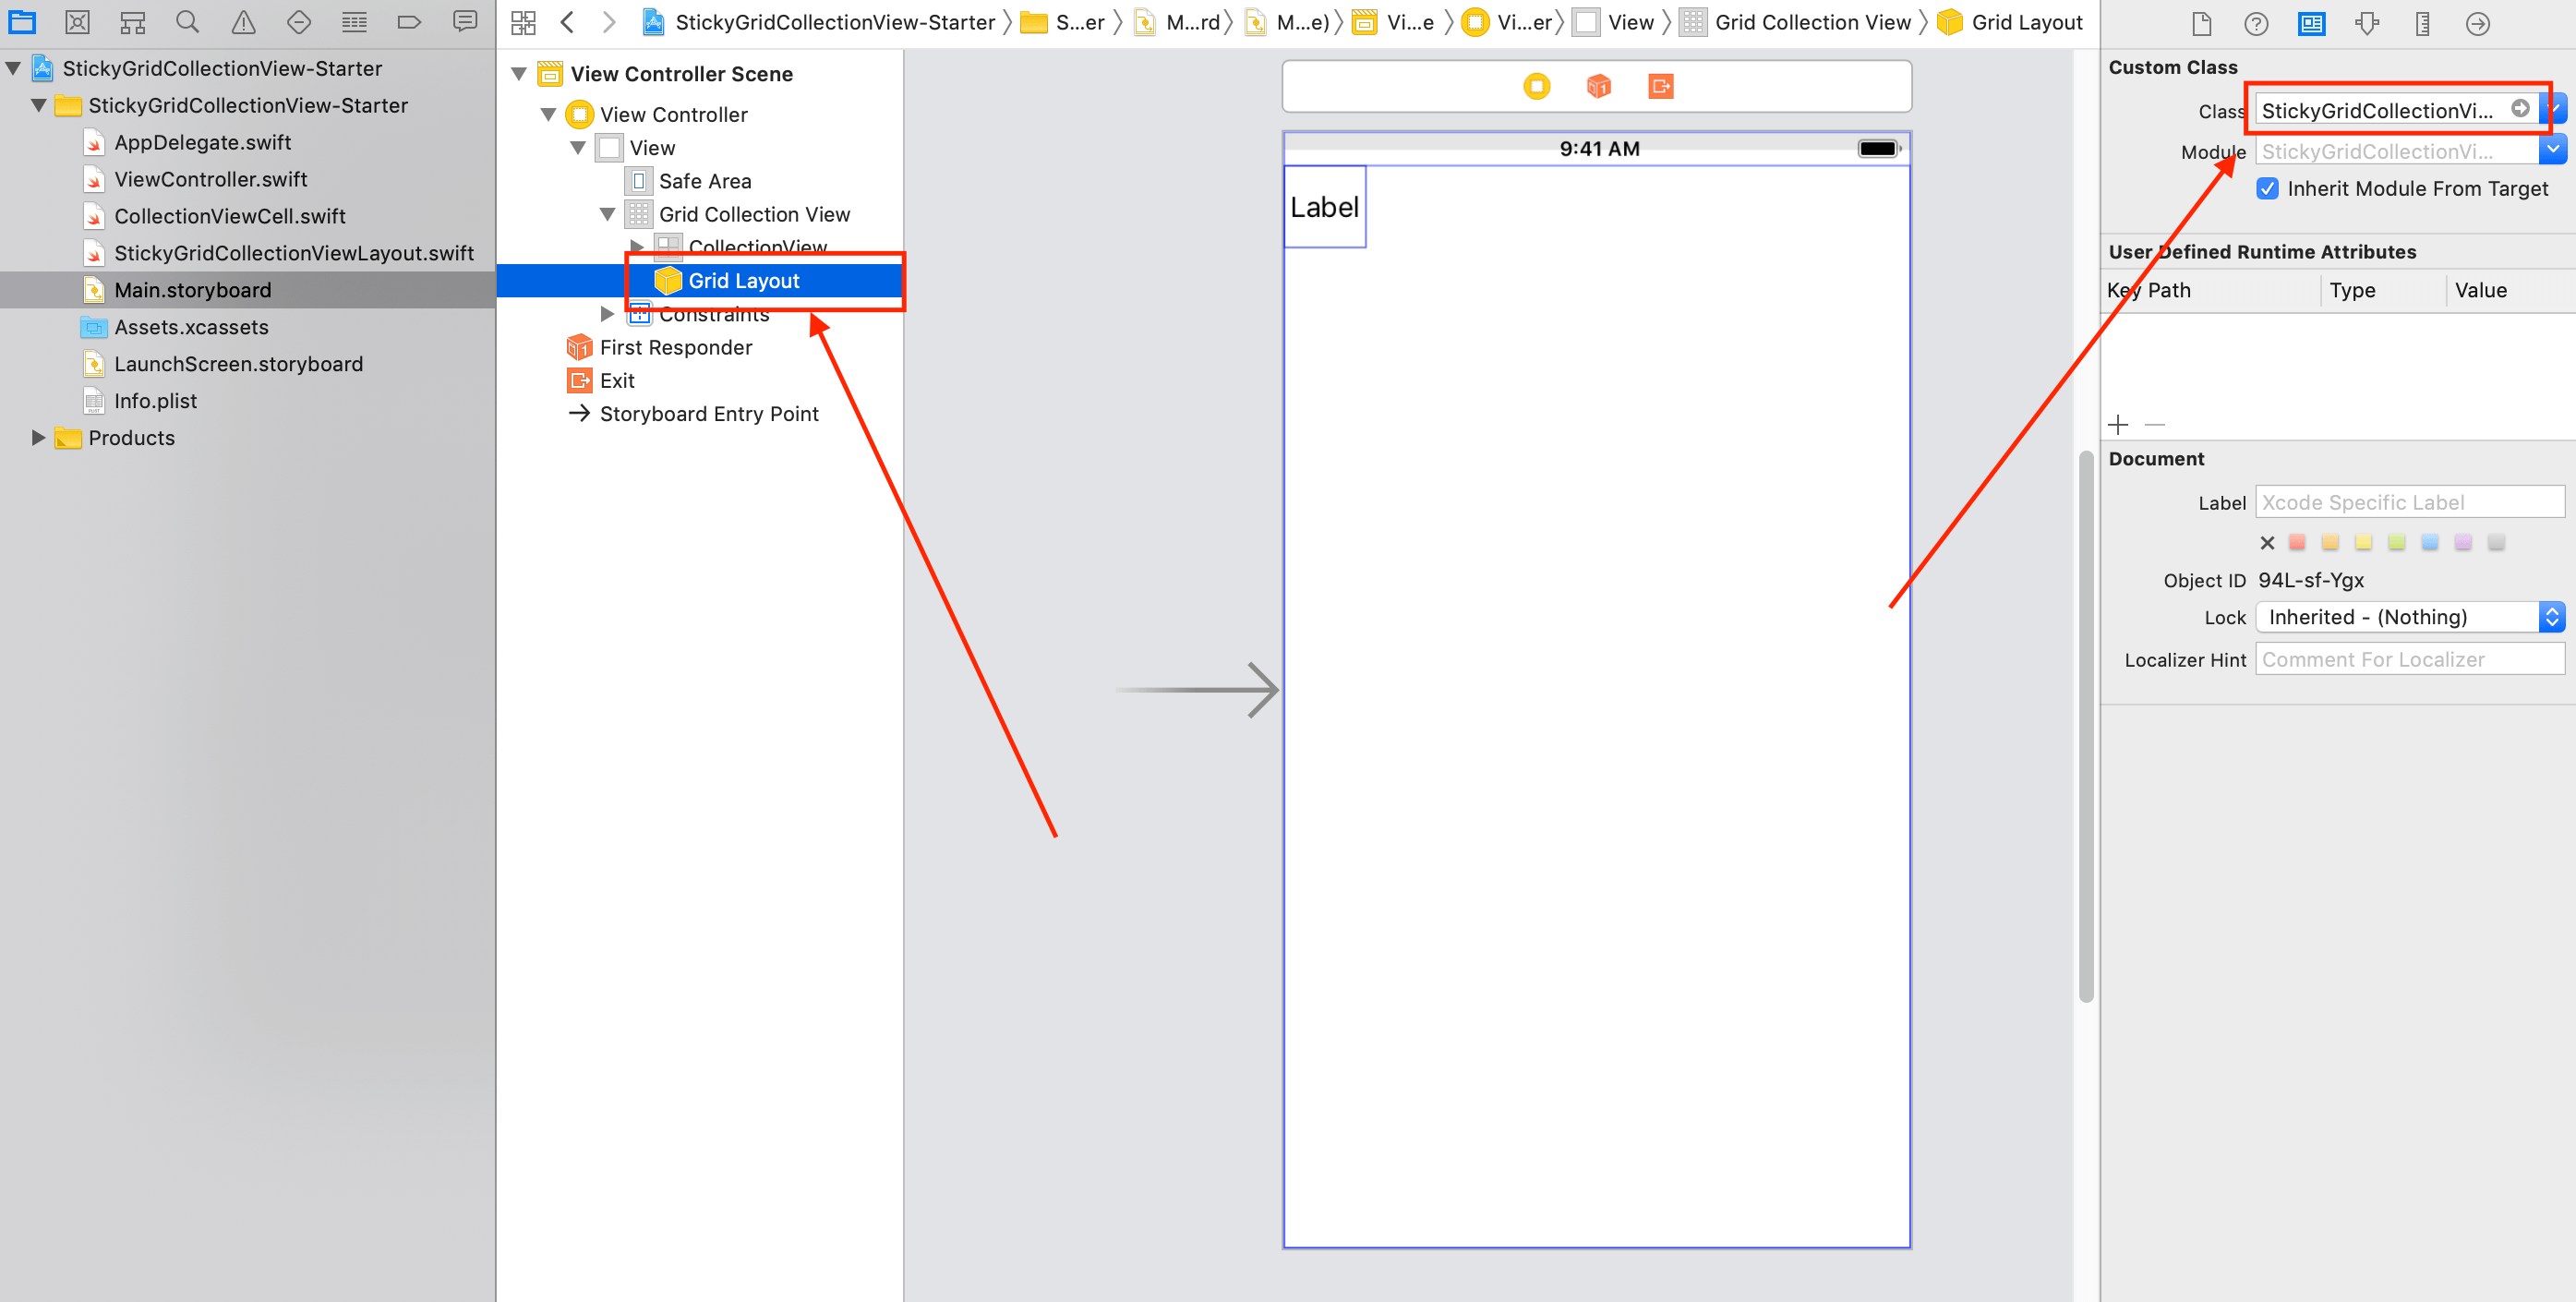 StickyGridCollectionView-Starter
StickyGridCollectionView-Starter
AppDelegate.swift
ViewController.swift
CollectionViewCell.swift
StickyGridCollectionViewLayout.swift
Main.storyboard
Assets.xcassets
LaunchScreen.storyboard
Info.plist
Products
StickyGridCollectionView-Starter S...er M...rd M...e) Vi...e Vi...er View Grid Collection View Grid Layout
View Controller Scene
View Controller
View
Safe Area
Grid Collection View
CollectionView
Grid Layout
Constraints
First Responder
Exit
Storyboard Entry Point
9:41 AM
Label
Custom Class
Class StickyGridCollectionVi...
Module StickyGridCollectionVi...
Inherit Module From Target
User Defined Runtime Attributes
Key Path Type Value
Document
Label Xcode Specific Label
Object ID 94L-sf-Ygx
Lock Inherited - (Nothing)
Localizer Hint Comment For Localizer